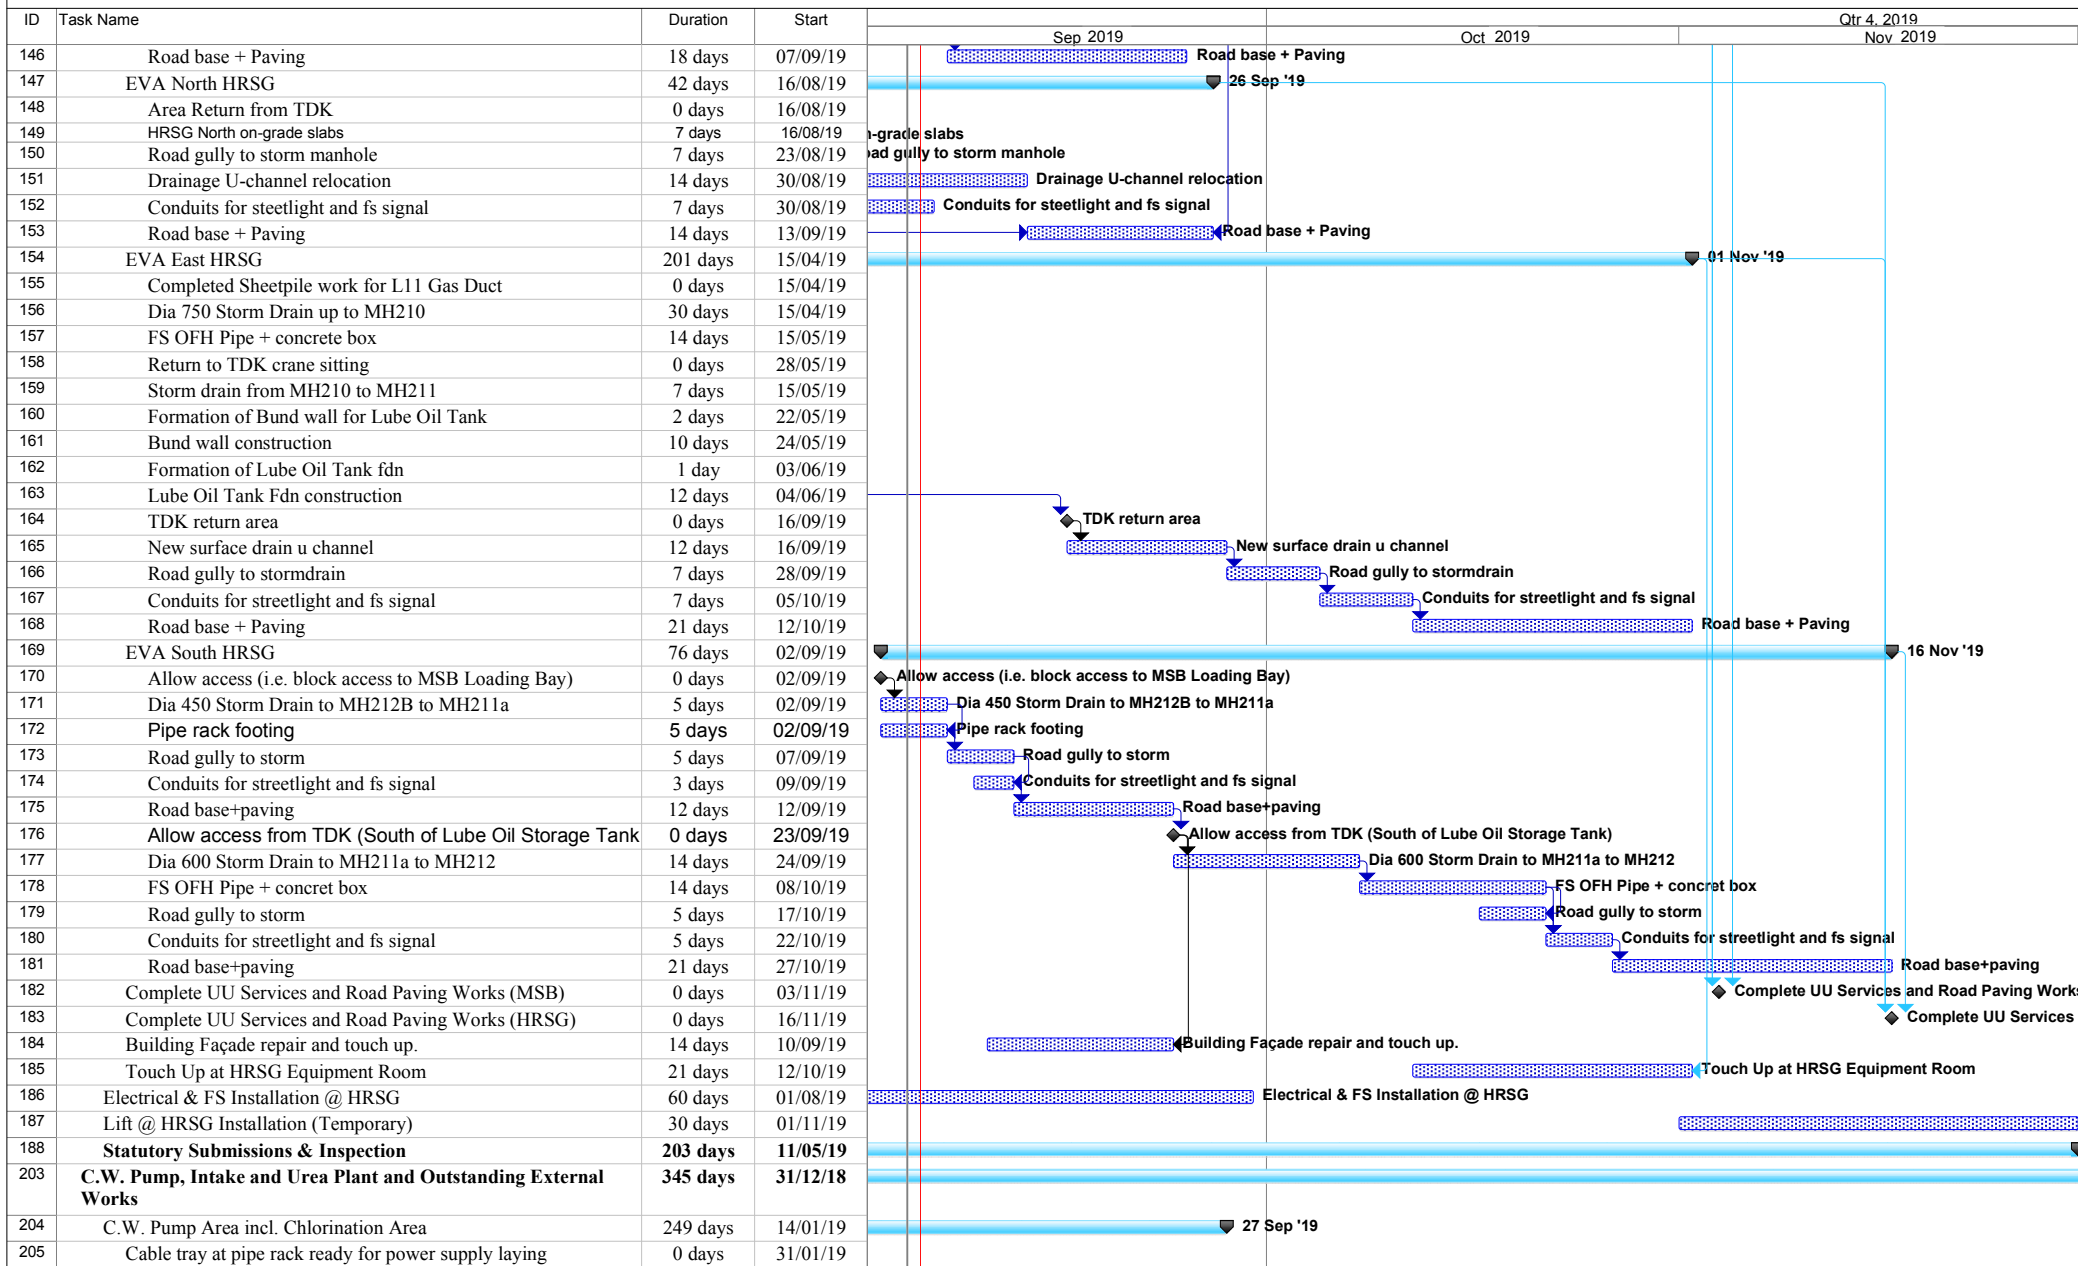 ID Task Name Duration Start Qtr 4, 2019
Sep 2019 Oct 2019 Nov 2019
146 Road base + Paving 18 days 07/09/19 Road base + Paving
147 EVA North HRSG 42 days 16/08/19 26 Sep '19
148 Area Return from TDK 0 days 16/08/19
149 HRSG North on-grade slabs 7 days 16/08/19 n-grade slabs
150 Road gully to storm manhole 7 days 23/08/19 oad gully to storm manhole
151 Drainage U-channel relocation 14 days 30/08/19 Drainage U-channel relocation
152 Conduits for steetlight and fs signal 7 days 30/08/19 Conduits for steetlight and fs signal
153 Road base + Paving 14 days 13/09/19 Road base + Paving
154 EVA East HRSG 201 days 15/04/19 01 Nov '19
155 Completed Sheetpile work for L11 Gas Duct 0 days 15/04/19
156 Dia 750 Storm Drain up to MH210 30 days 15/04/19
157 FS OFH Pipe + concrete box 14 days 15/05/19
158 Return to TDK crane sitting 0 days 28/05/19
159 Storm drain from MH210 to MH211 7 days 15/05/19
160 Formation of Bund wall for Lube Oil Tank 2 days 22/05/19
161 Bund wall construction 10 days 24/05/19
162 Formation of Lube Oil Tank fdn 1 day 03/06/19
163 Lube Oil Tank Fdn construction 12 days 04/06/19
164 TDK return area 0 days 16/09/19 TDK return area
165 New surface drain u channel 12 days 16/09/19 New surface drain u channel
166 Road gully to stormdrain 7 days 28/09/19 Road gully to stormdrain
167 Conduits for streetlight and fs signal 7 days 05/10/19 Conduits for streetlight and fs signal
168 Road base + Paving 21 days 12/10/19 Road base + Paving
169 EVA South HRSG 76 days 02/09/19 16 Nov '19
170 Allow access (i.e. block access to MSB Loading Bay) 0 days 02/09/19 Allow access (i.e. block access to MSB Loading Bay)
171 Dia 450 Storm Drain to MH212B to MH211a 5 days 02/09/19 Dia 450 Storm Drain to MH212B to MH211a
172 Pipe rack footing 5 days 02/09/19 Pipe rack footing
173 Road gully to storm 5 days 07/09/19 Road gully to storm
174 Conduits for streetlight and fs signal 3 days 09/09/19 Conduits for streetlight and fs signal
175 Road base+paving 12 days 12/09/19 Road base+paving
176 Allow access from TDK (South of Lube Oil Storage Tank 0 days 23/09/19 Allow access from TDK (South of Lube Oil Storage Tank)
177 Dia 600 Storm Drain to MH211a to MH212 14 days 24/09/19 Dia 600 Storm Drain to MH211a to MH212
178 FS OFH Pipe + concret box 14 days 08/10/19 FS OFH Pipe + concret box
179 Road gully to storm 5 days 17/10/19 Road gully to storm
180 Conduits for streetlight and fs signal 5 days 22/10/19 Conduits for streetlight and fs signal
181 Road base+paving 21 days 27/10/19 Road base+paving
182 Complete UU Services and Road Paving Works (MSB) 0 days 03/11/19 Complete UU Services and Road Paving Works
183 Complete UU Services and Road Paving Works (HRSG) 0 days 16/11/19 Complete UU Services
184 Building Façade repair and touch up. 14 days 10/09/19 Building Façade repair and touch up.
185 Touch Up at HRSG Equipment Room 21 days 12/10/19 Touch Up at HRSG Equipment Room
186 Electrical & FS Installation @ HRSG 60 days 01/08/19 Electrical & FS Installation @ HRSG
187 Lift @ HRSG Installation (Temporary) 30 days 01/11/19
188 Statutory Submissions & Inspection 203 days 11/05/19
203 C.W. Pump, Intake and Urea Plant and Outstanding External 345 days 31/12/18
Works
204 C.W. Pump Area incl. Chlorination Area 249 days 14/01/19 27 Sep '19
205 Cable tray at pipe rack ready for power supply laying 0 days 31/01/19